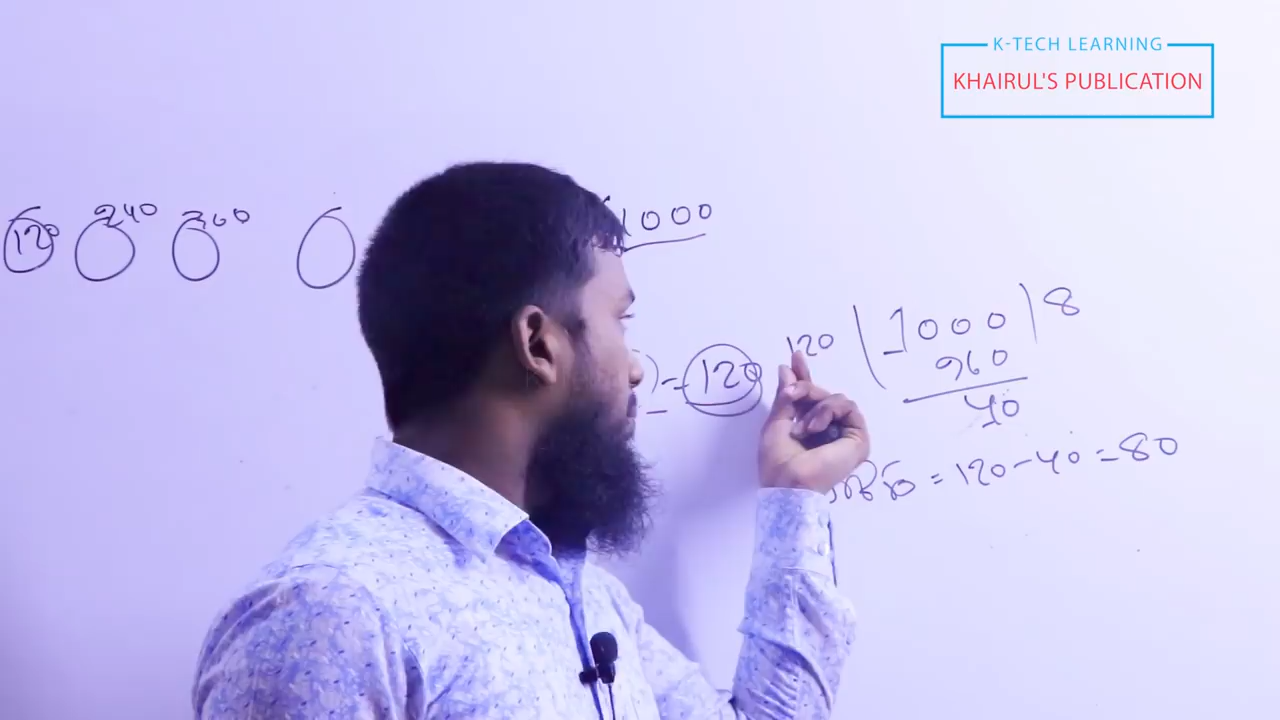 K-TECH LEARNING
KHAIRUL'S PUBLICATION
120 240 360 1000
) = 120
120 ) 1000 ( 8
960
40
= 120 - 40 = 80